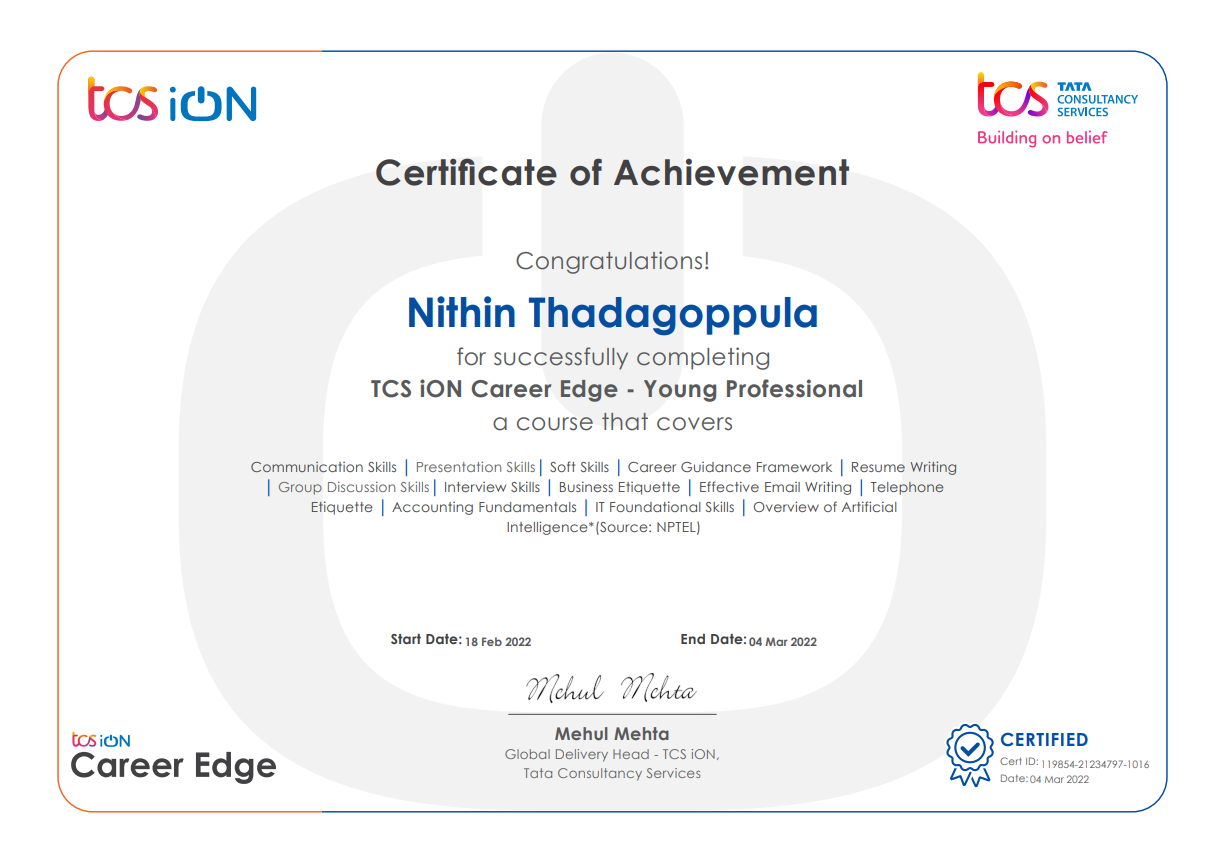 tcs iON
tcs TATA
CONSULTANCY
SERVICES
Building on belief
Certificate of Achievement
Congratulations!
Nithin Thadagoppula
for successfully completing
TCS iON Career Edge - Young Professional
a course that covers
Communication Skills | Presentation Skills | Soft Skills | Career Guidance Framework | Resume Writing
| Group Discussion Skills | Interview Skills | Business Etiquette | Effective Email Writing | Telephone
Etiquette | Accounting Fundamentals | IT Foundational Skills | Overview of Artificial
Intelligence*(Source: NPTEL)
Start Date: 18 Feb 2022 End Date: 04 Mar 2022
Mehul Mehta
Mehul Mehta
Global Delivery Head - TCS iON,
Tata Consultancy Services
tcs iON
Career Edge
CERTIFIED
Cert ID: 119854-21234797-1016
Date: 04 Mar 2022